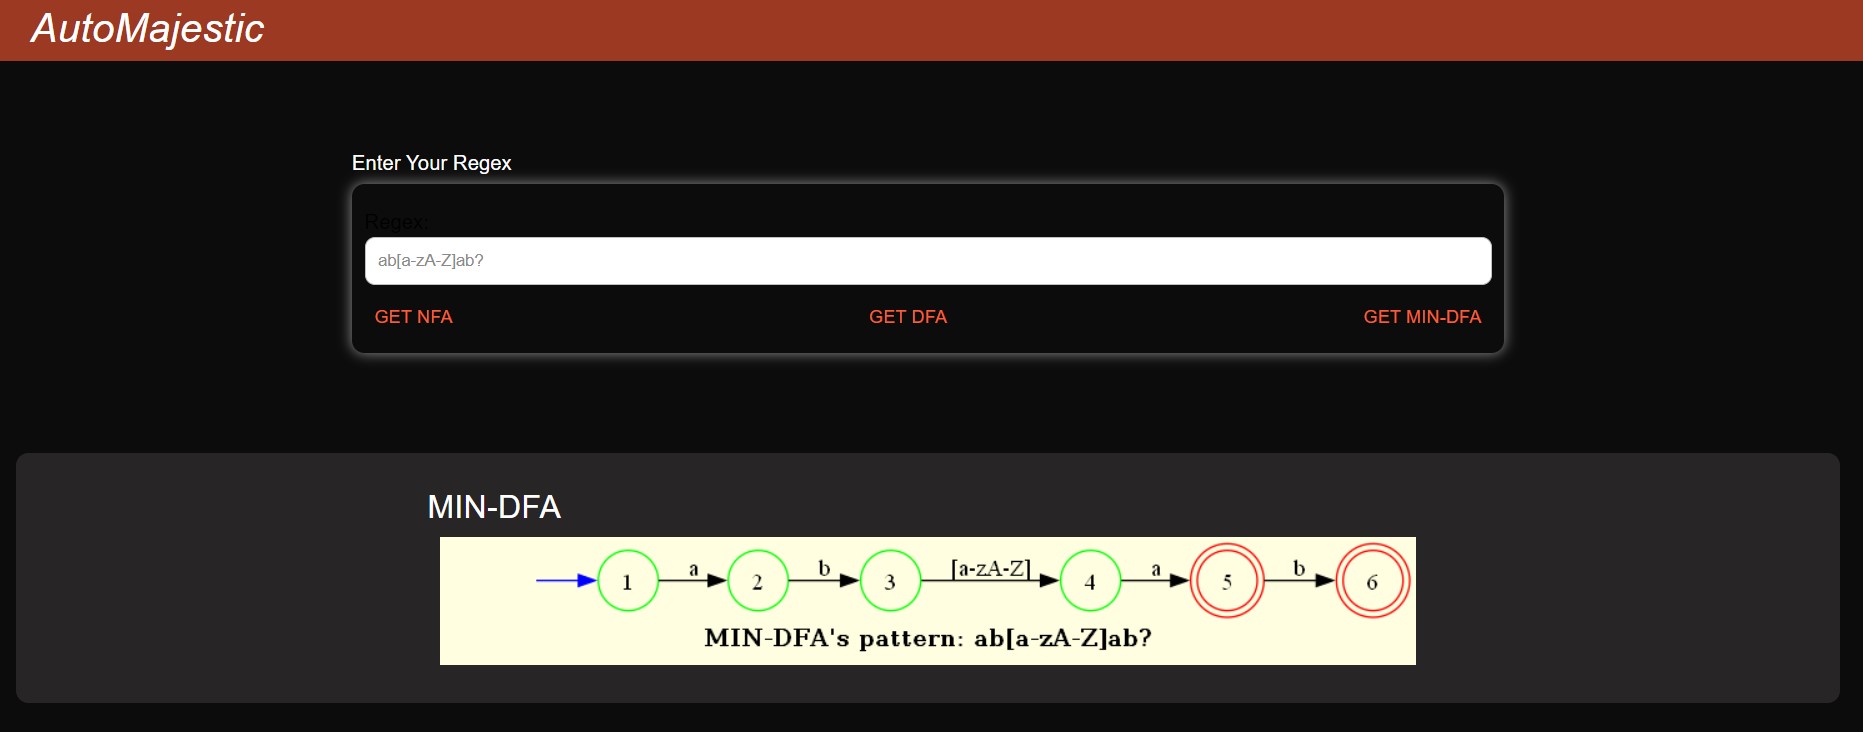 AutoMajestic
Enter Your Regex
Regex:
ab[a-zA-Z]ab?
GET NFA GET DFA GET MIN-DFA
MIN-DFA
1 a 2 b 3 [a-zA-Z] 4 a 5 b 6
MIN-DFA's pattern: ab[a-zA-Z]ab?